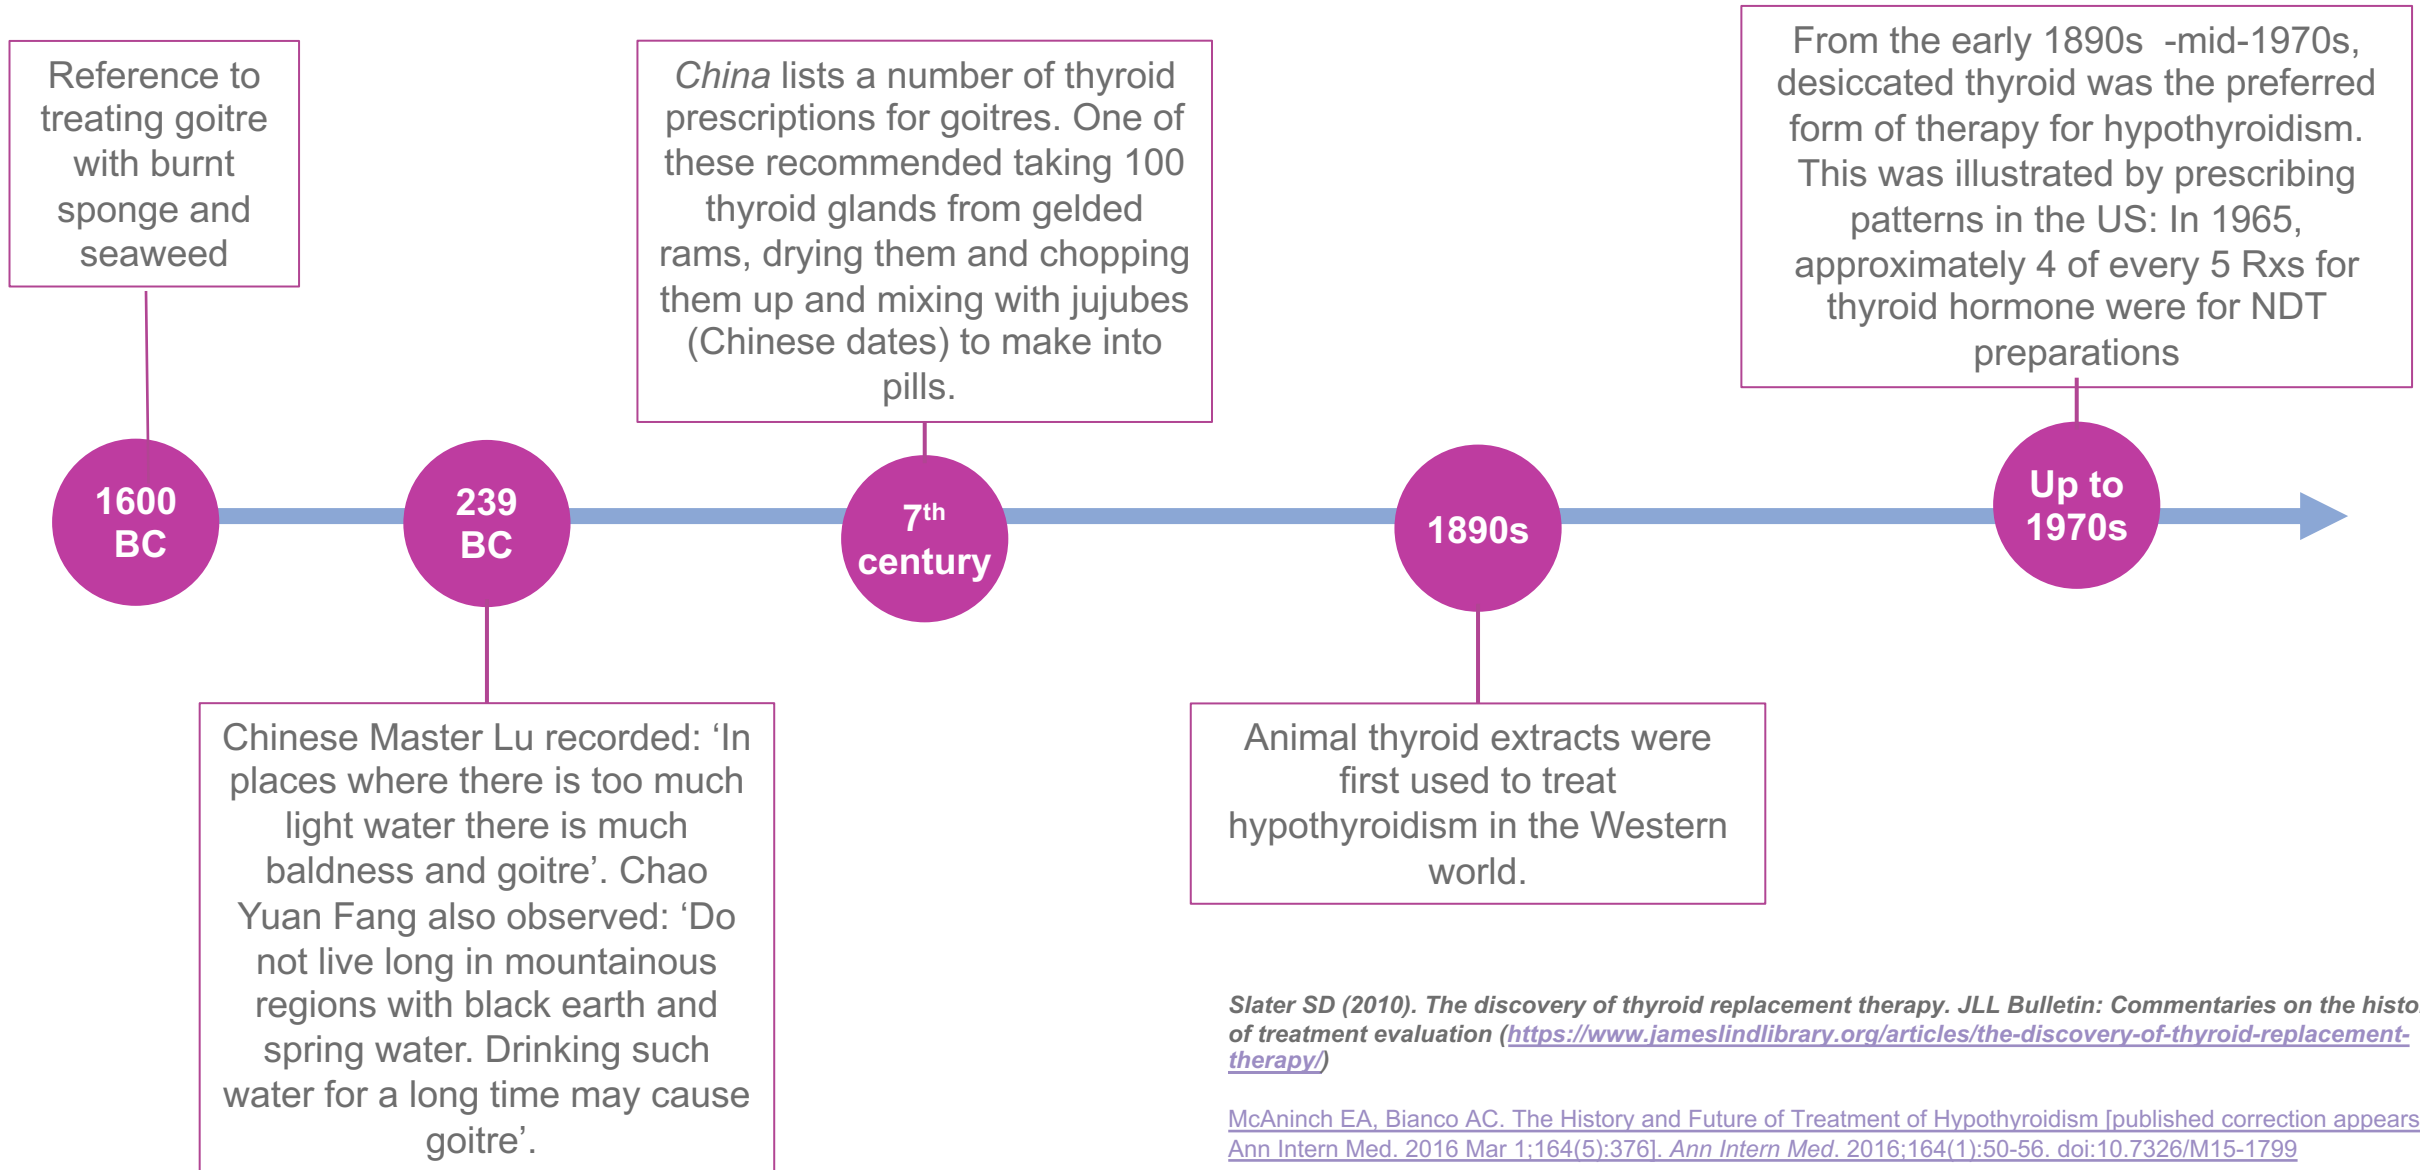 Reference to
treating goitre
with burnt
sponge and
seaweed
China lists a number of thyroid
prescriptions for goitres. One of
these recommended taking 100
thyroid glands from gelded
rams, drying them and chopping
them up and mixing with jujubes
(Chinese dates) to make into
pills.
From the early 1890s -mid-1970s,
desiccated thyroid was the preferred
form of therapy for hypothyroidism.
This was illustrated by prescribing
patterns in the US: In 1965,
approximately 4 of every 5 Rxs for
thyroid hormone were for NDT
preparations
1600
BC
239
BC
7th
century
1890s
Up to
1970s
Chinese Master Lu recorded: ‘In
places where there is too much
light water there is much
baldness and goitre’. Chao
Yuan Fang also observed: ‘Do
not live long in mountainous
regions with black earth and
spring water. Drinking such
water for a long time may cause
goitre’.
Animal thyroid extracts were
first used to treat
hypothyroidism in the Western
world.
Slater SD (2010). The discovery of thyroid replacement therapy. JLL Bulletin: Commentaries on the histo
of treatment evaluation (https://www.jameslindlibrary.org/articles/the-discovery-of-thyroid-replacement-
therapy/)
McAninch EA, Bianco AC. The History and Future of Treatment of Hypothyroidism [published correction appears
Ann Intern Med. 2016 Mar 1;164(5):376]. Ann Intern Med. 2016;164(1):50-56. doi:10.7326/M15-1799